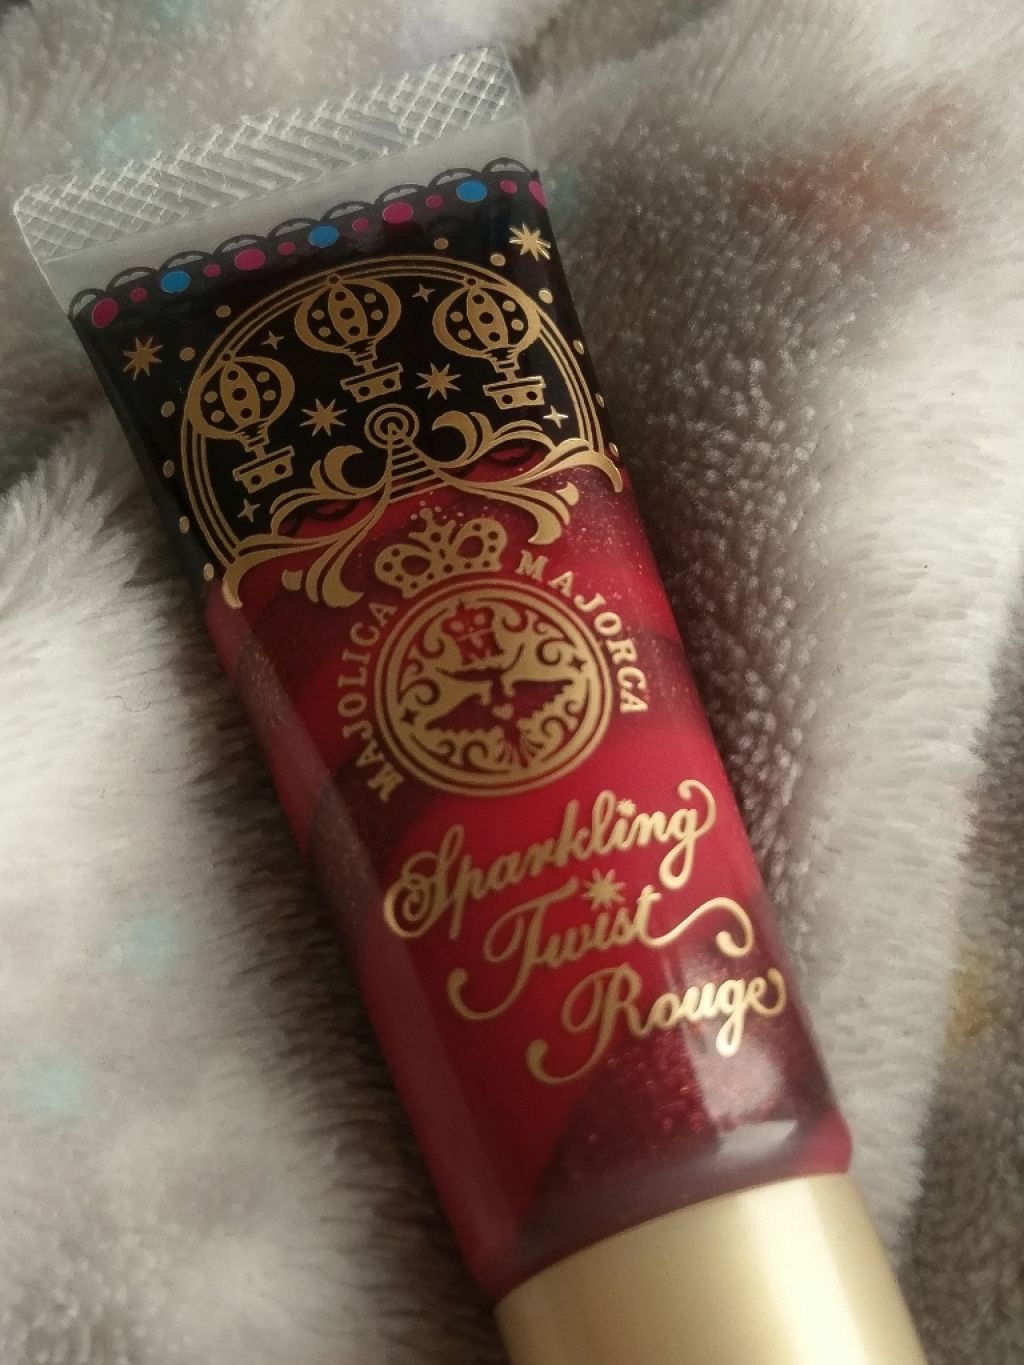 MAJOLICA MAJORCA
M
Sparkling
Twist
Rouge